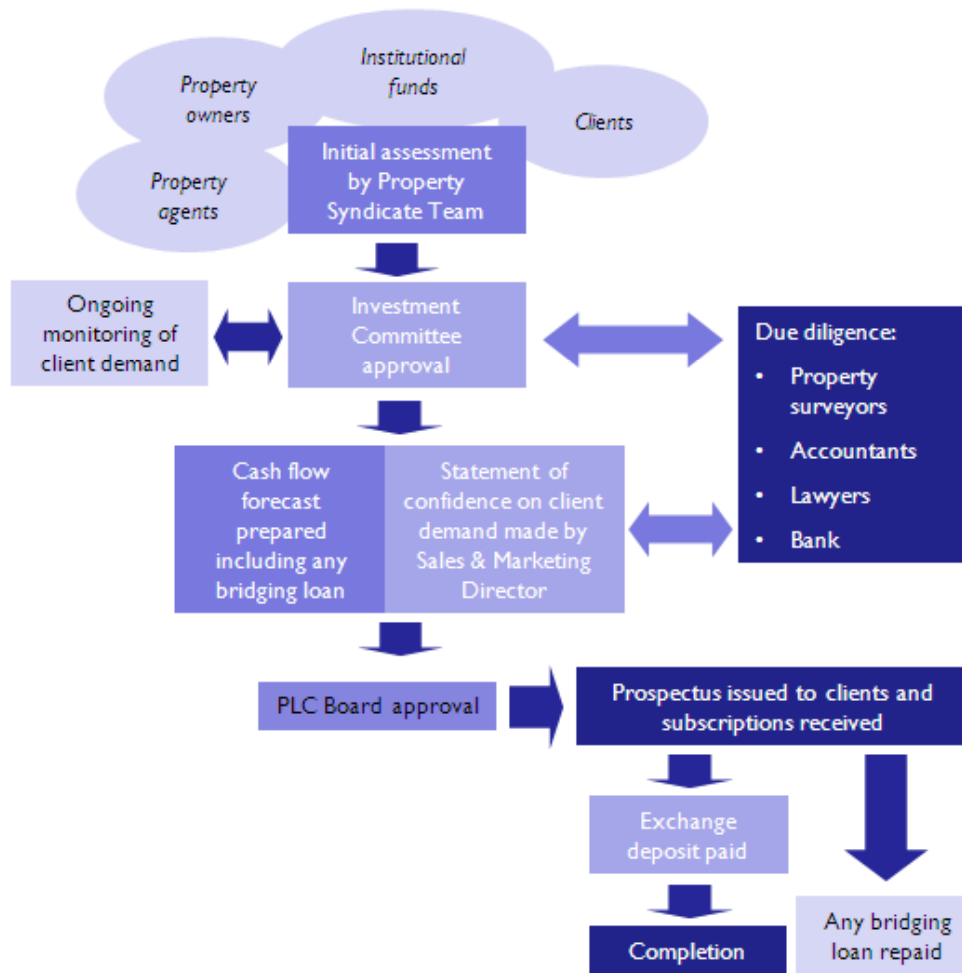 Institutional
funds
Property
owners
Clients
Property
agents
Initial assessment
by Property
Syndicate Team
Ongoing
monitoring of
client demand
Investment
Committee
approval
Due diligence:
• Property
surveyors
• Accountants
• Lawyers
• Bank
Cash flow
forecast
prepared
including any
bridging loan
Statement of
confidence on client
demand made by
Sales & Marketing
Director
PLC Board approval
Prospectus issued to clients and
subscriptions received
Exchange
deposit paid
Completion
Any bridging
loan repaid